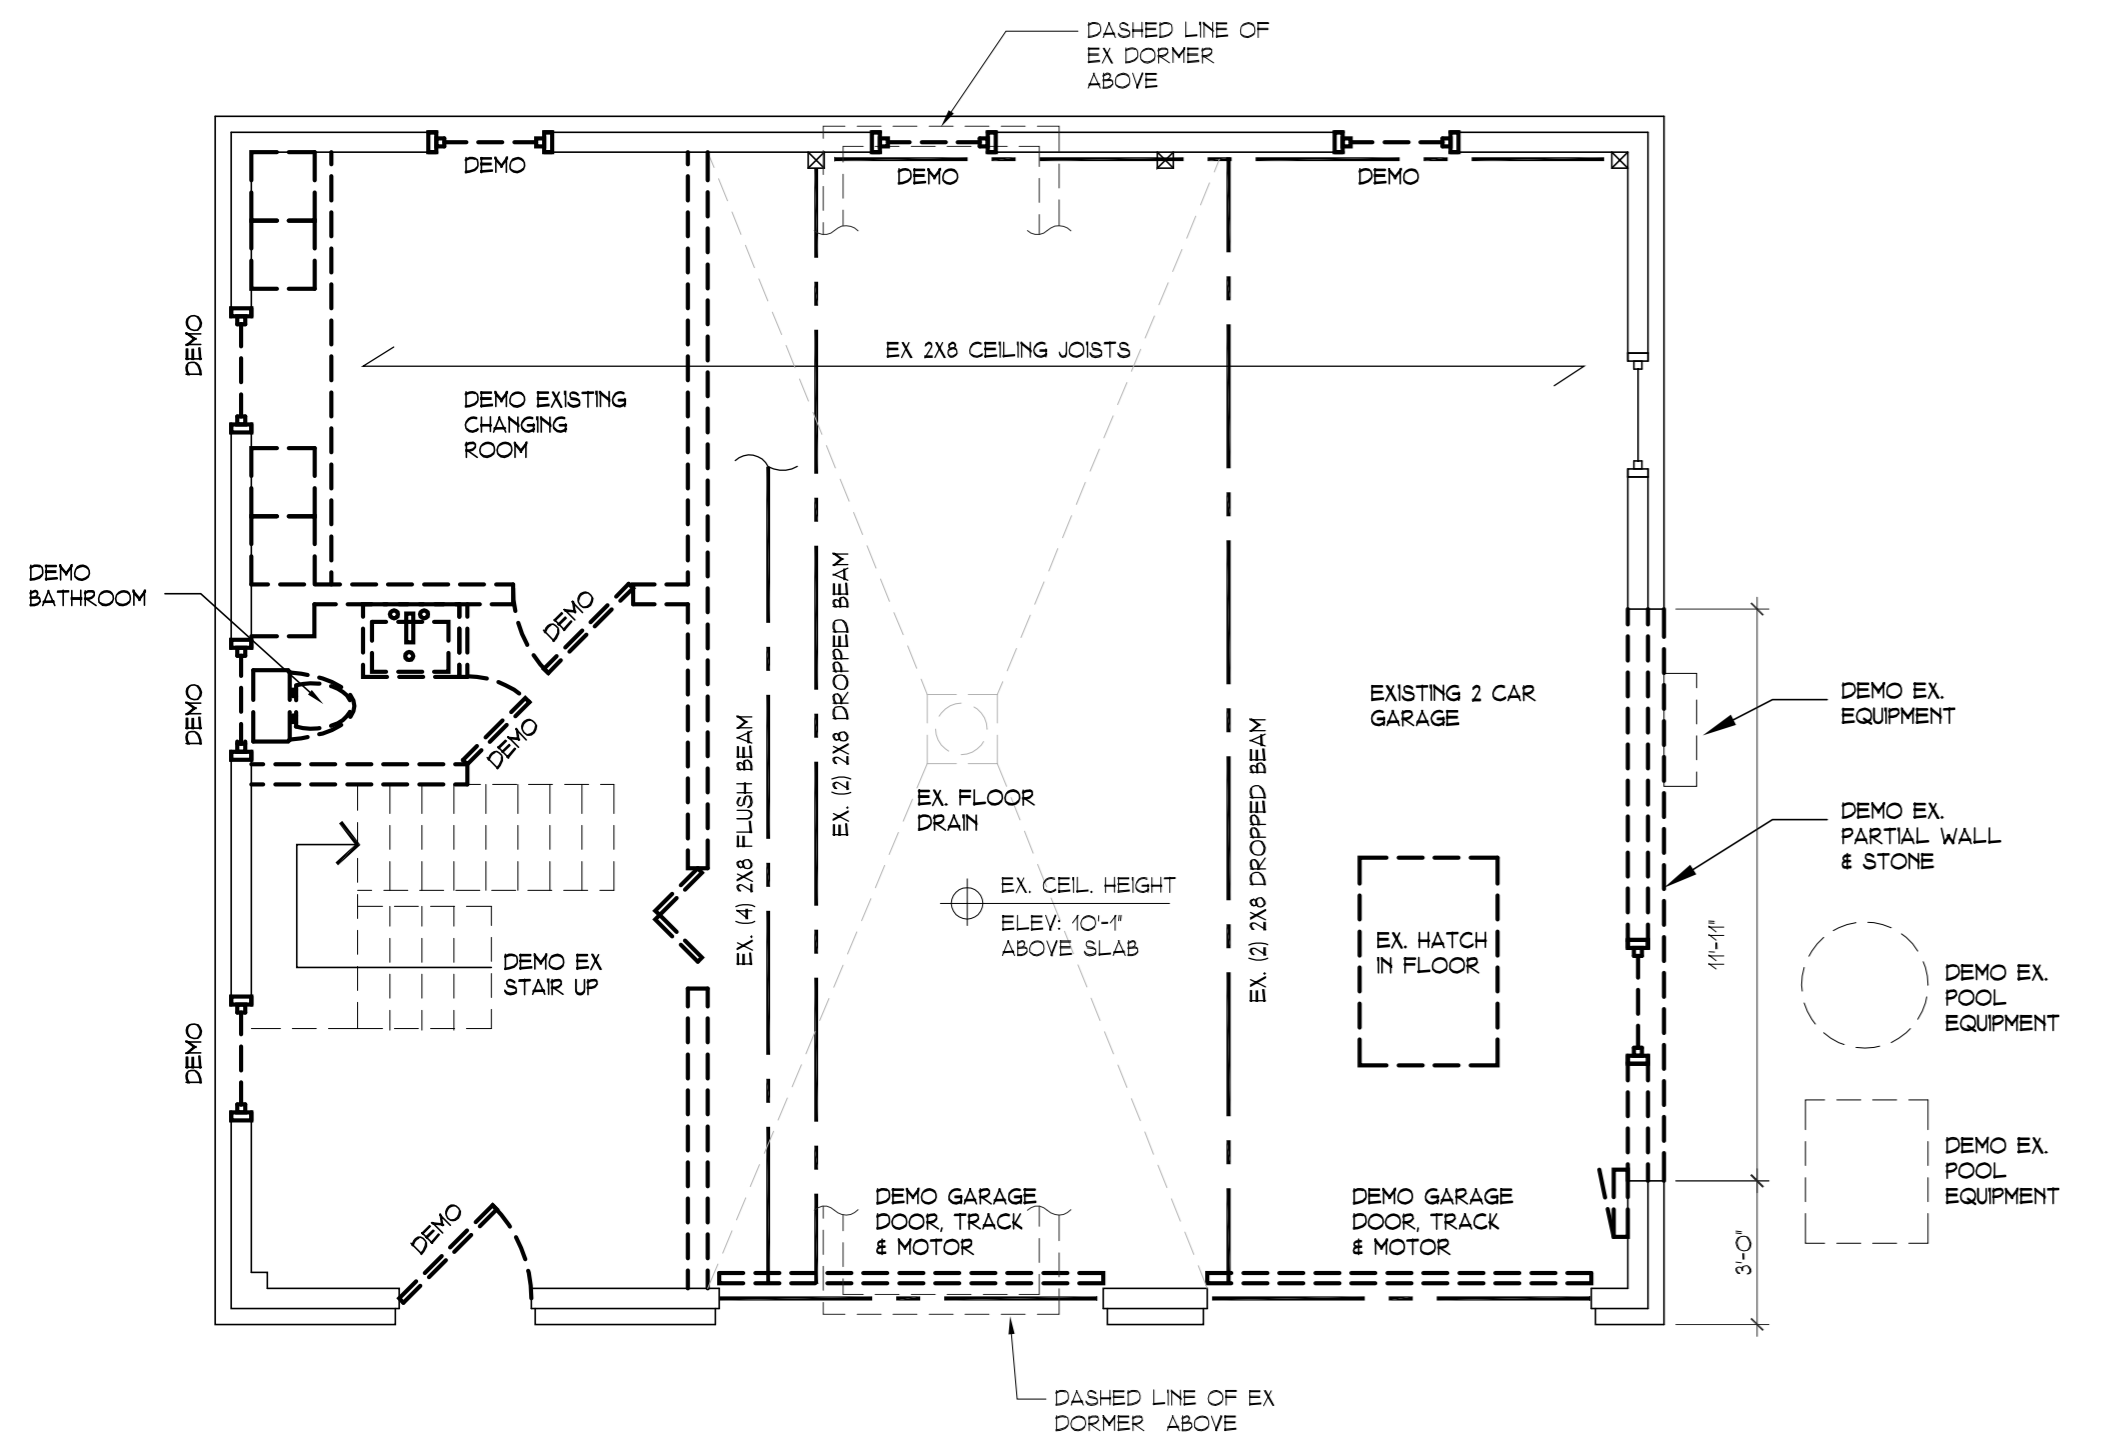 DASHED LINE OF
EX DORMER
ABOVE
DEMO
DEMO
DEMO
DEMO
EX 2X8 CEILING JOISTS
DEMO EXISTING
CHANGING
ROOM
DEMO
BATHROOM
DEMO
DEMO
DEMO
EX. (4) 2X8 FLUSH BEAM
EX. (2) 2X8 DROPPED BEAM
EX. (2) 2X8 DROPPED BEAM
EXISTING 2 CAR
GARAGE
DEMO EX.
EQUIPMENT
EX. FLOOR
DRAIN
DEMO EX.
PARTIAL WALL
& STONE
EX. CEIL. HEIGHT
ELEV: 10'-1"
ABOVE SLAB
EX. HATCH
IN FLOOR
11'-11"
DEMO EX
STAIR UP
DEMO EX.
POOL
EQUIPMENT
DEMO
DEMO EX.
POOL
EQUIPMENT
DEMO
DEMO GARAGE
DOOR, TRACK
& MOTOR
DEMO GARAGE
DOOR, TRACK
& MOTOR
3'-0"
DASHED LINE OF EX
DORMER ABOVE